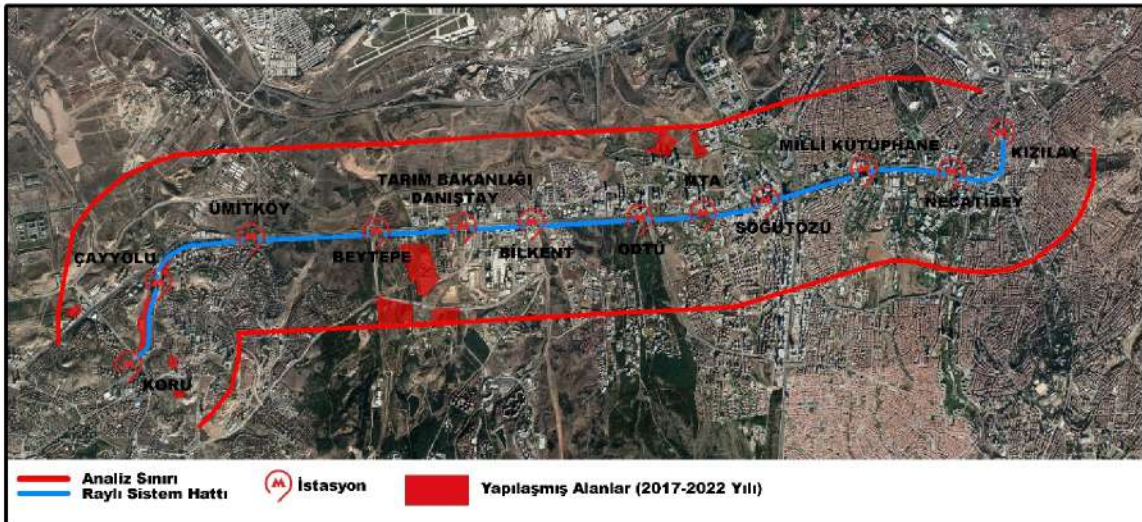 MİLLİ KÜTÜPHANE
KIZILAY
TARIM BAKANLIĞI
DANIŞTAY
MTA
NECATİBEY
ÜMİTKÖY
SÖĞÜTÖZÜ
ÇAYYOLU
BEYTEPE
BİLKENT
ODTÜ
KORU
Analiz Sınırı
Raylı Sistem Hattı
İstasyon
Yapılaşmış Alanlar (2017-2022 Yılı)